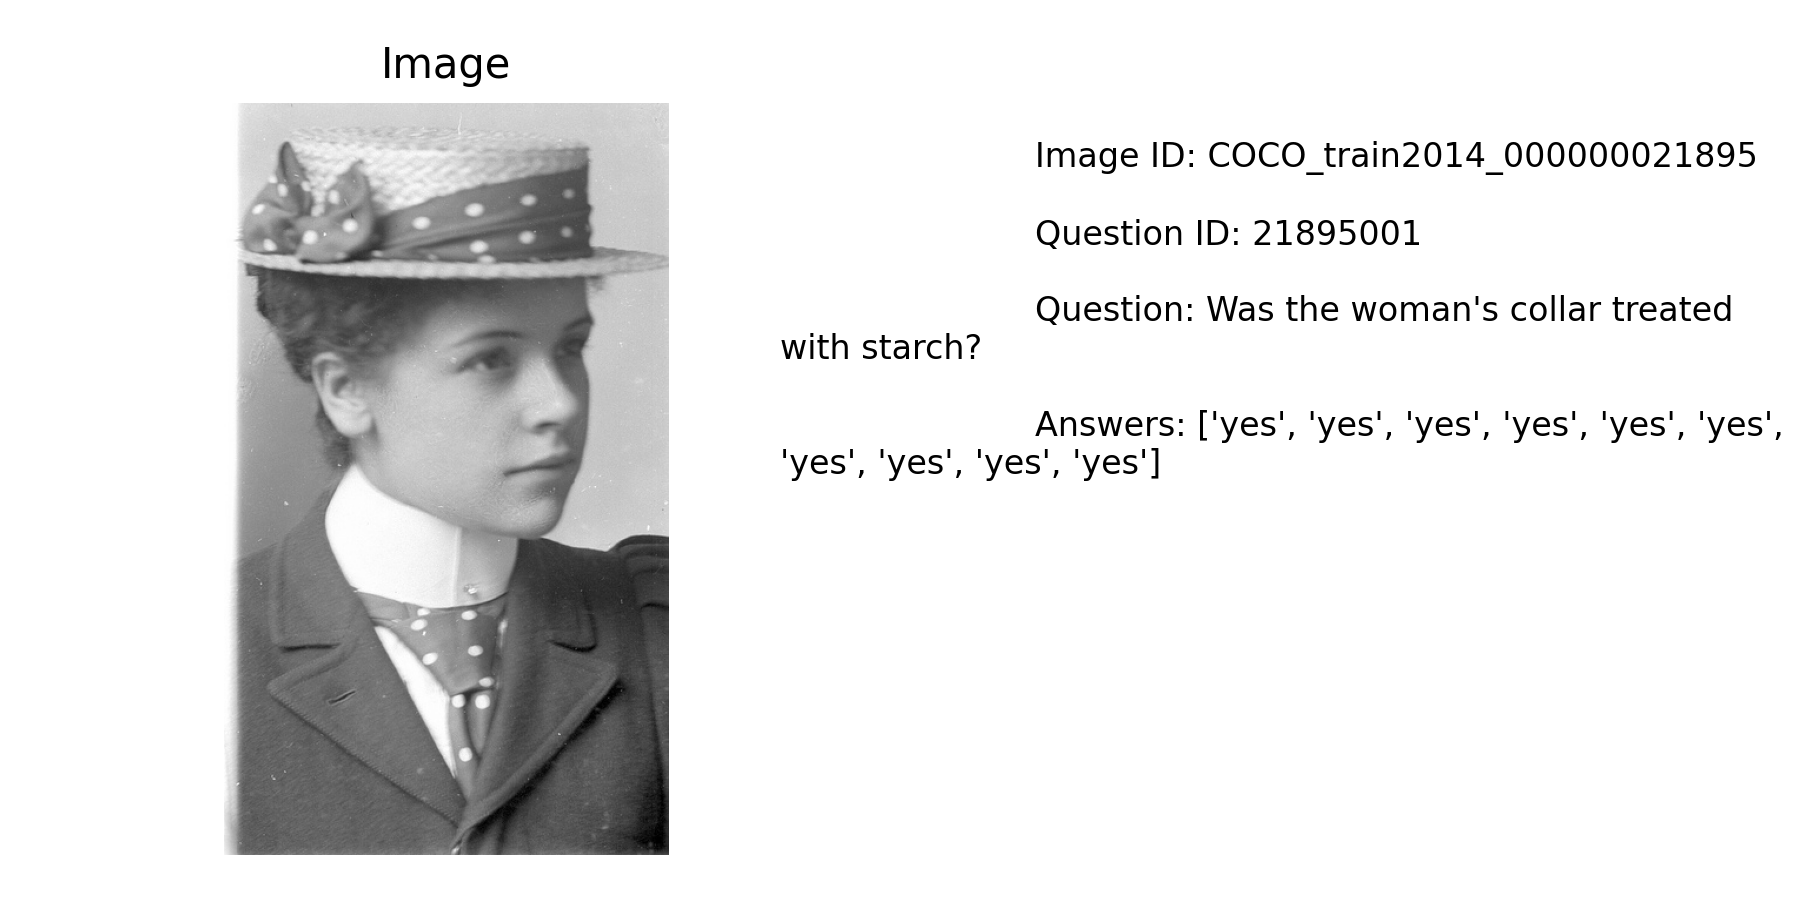 Image
Image ID: COCO_train2014_000000021895
Question ID: 21895001
Question: Was the woman's collar treated
with starch?
Answers: ['yes', 'yes', 'yes', 'yes', 'yes', 'yes',
'yes', 'yes', 'yes', 'yes']